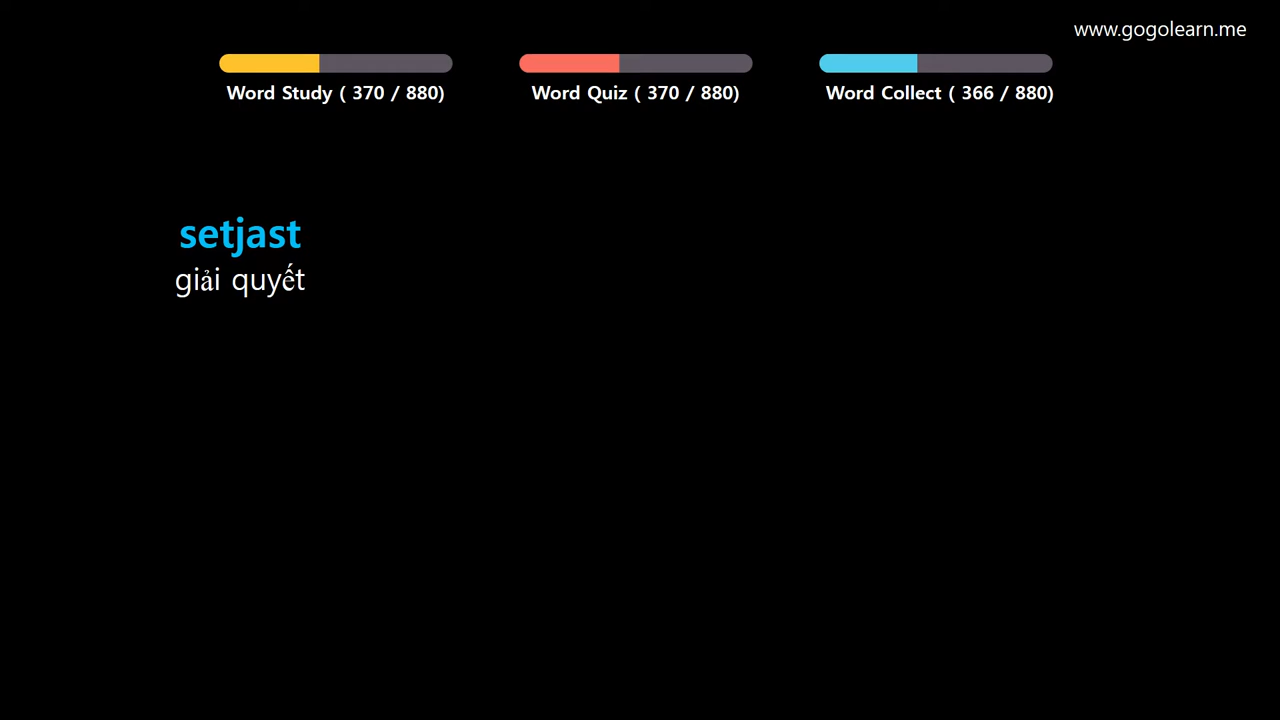 www.gogolearn.me
Word Study ( 370 / 880)
Word Quiz ( 370 / 880)
Word Collect ( 366 / 880)
setjast
giải quyết